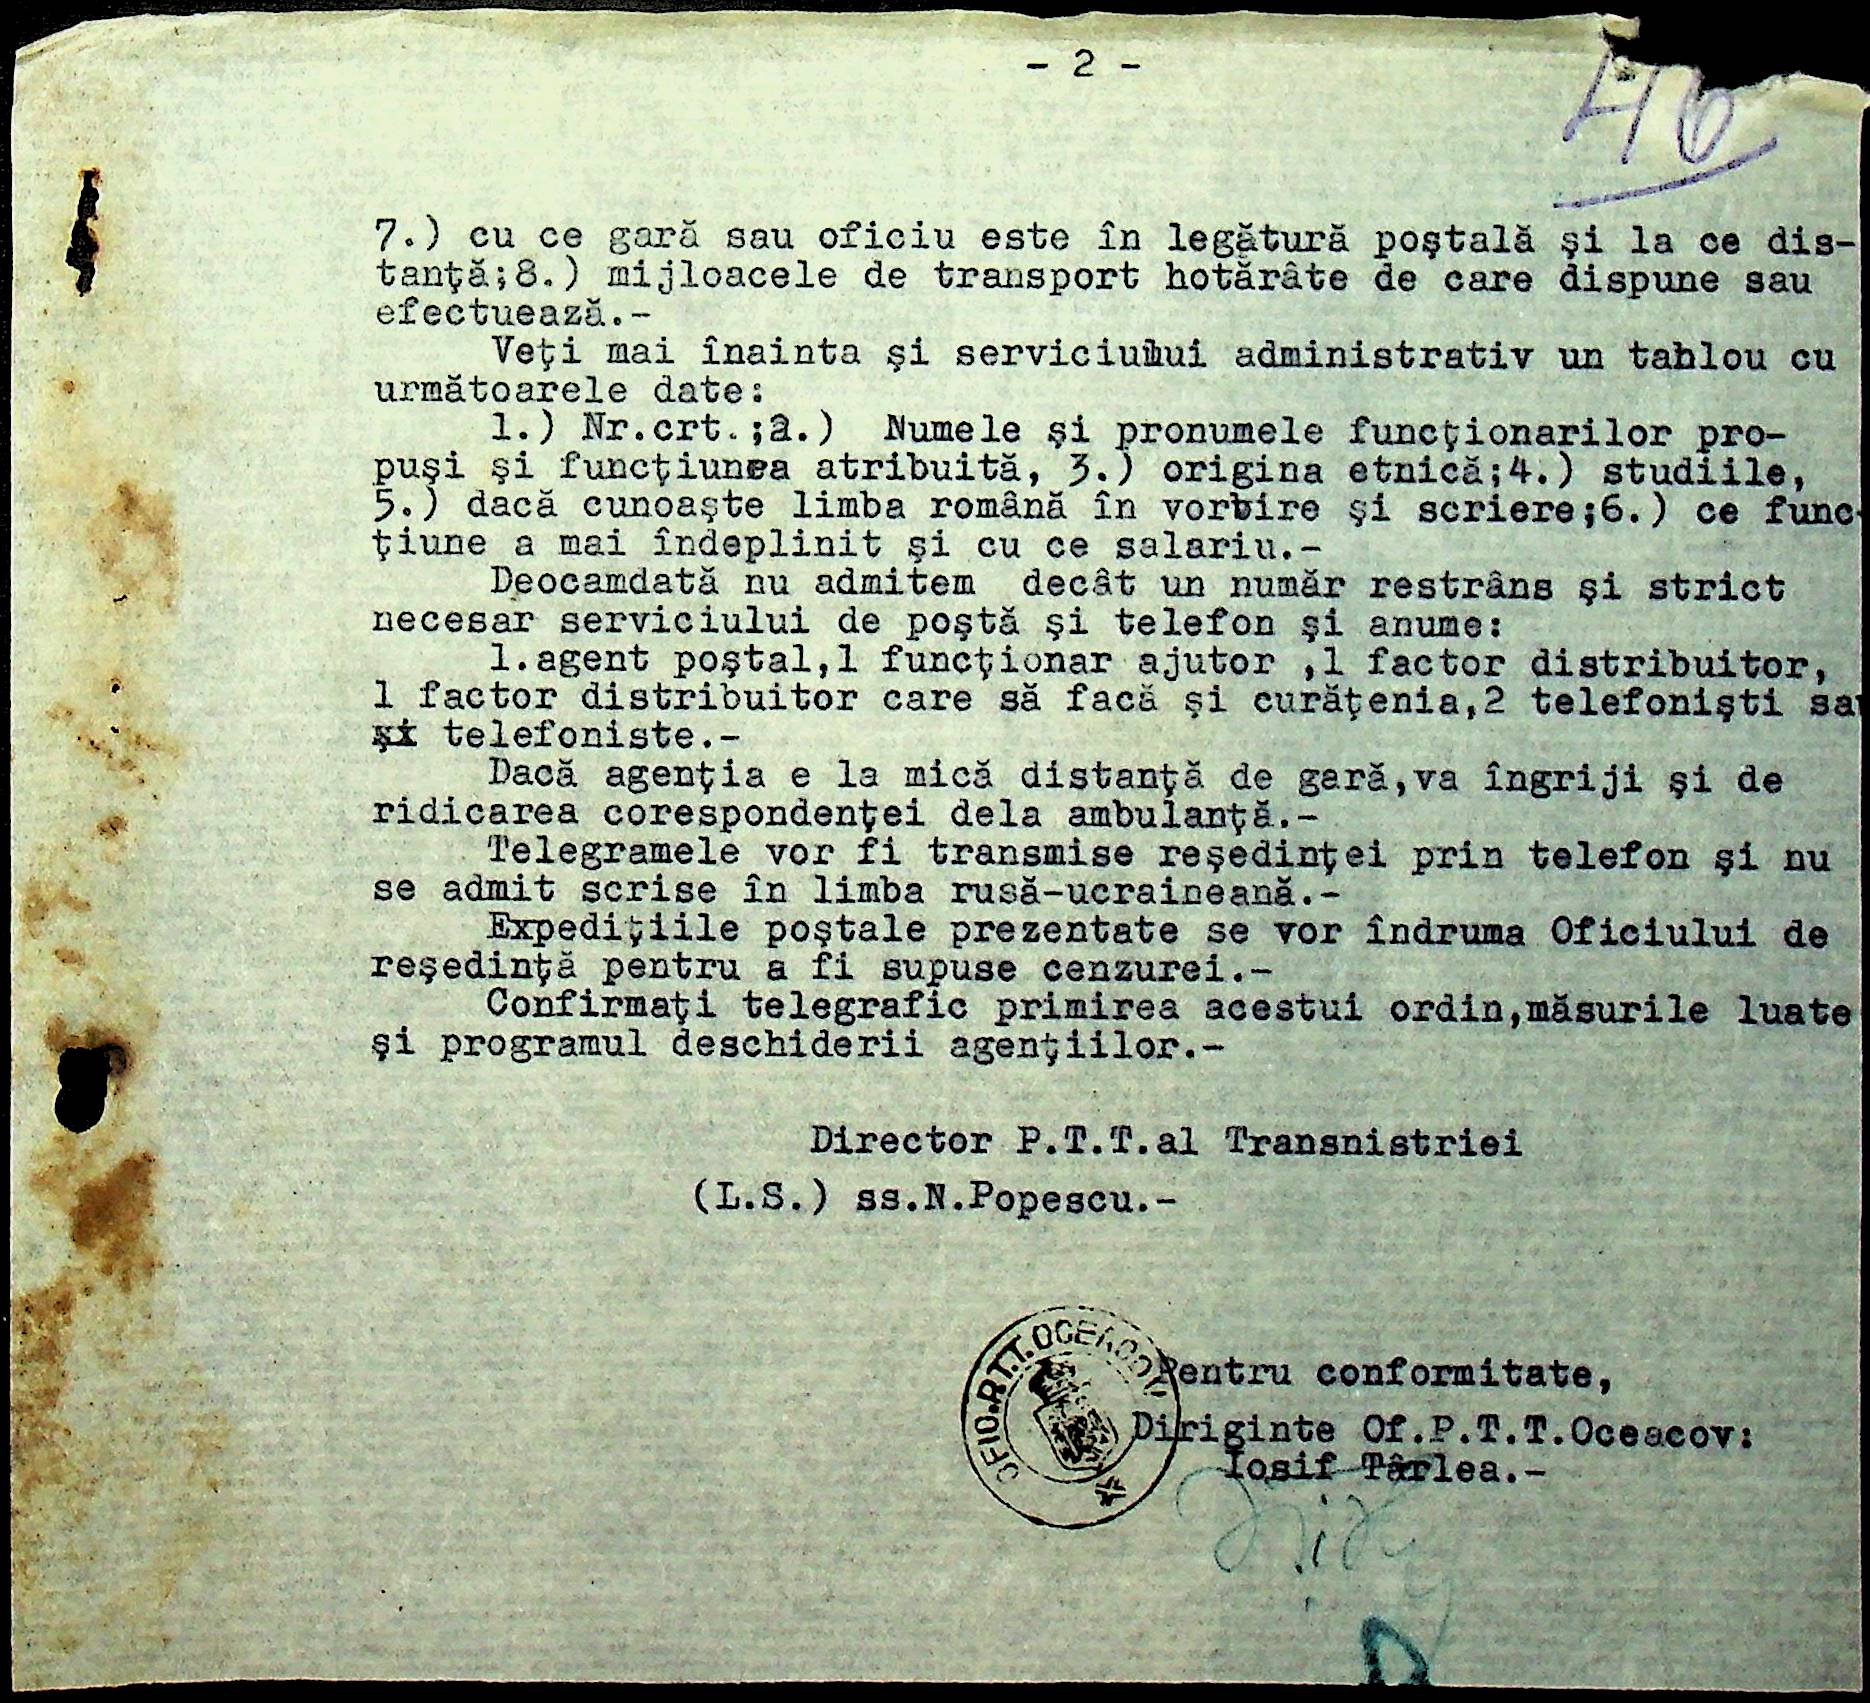 - 2 -
46
7.) cu ce gară sau oficiu este în legătură poştală şi la ce dis-
tanţă;8.) mijloacele de transport hotărâte de care dispune sau
efectuează.-
Veţi mai înainta şi serviciului administrativ un tablou cu
următoarele date:
1.) Nr.crt.;2.) Numele şi pronumele funcţionarilor pro-
puşi şi funcţiunea atribuită, 3.) origina etnică;4.) studiile,
5.) dacă cunoaşte limba română în vorbire şi scriere;6.) ce func-
ţiune a mai îndeplinit şi cu ce salariu.-
Deocamdată nu admitem decât un număr restrâns şi strict
necesar serviciului de poştă şi telefon şi anume:
1.agent poştal,1 funcţionar ajutor ,1 factor distribuitor,
1 factor distribuitor care să facă şi curăţenia,2 telefonişti sau
şi telefoniste.-
Dacă agenţia e la mică distanţă de gară,va îngriji şi de
ridicarea corespondenţei dela ambulanţă.-
Telegramele vor fi transmise reşedinţei prin telefon şi nu
se admit scrise în limba rusă-ucraineană.-
Expediţiile poştale prezentate se vor îndruma Oficiului de
reşedinţă pentru a fi supuse cenzurei.-
Confirmaţi telegrafic primirea acestui ordin,măsurile luate
şi programul deschiderii agenţiilor.-
Director P.T.T.al Transnistriei
(L.S.) ss.N.Popescu.-
OFIC.P.T.T.OCEACOV
Pentru conformitate,
Diriginte Of.P.T.T.Oceacov:
Iosif Târlea.-